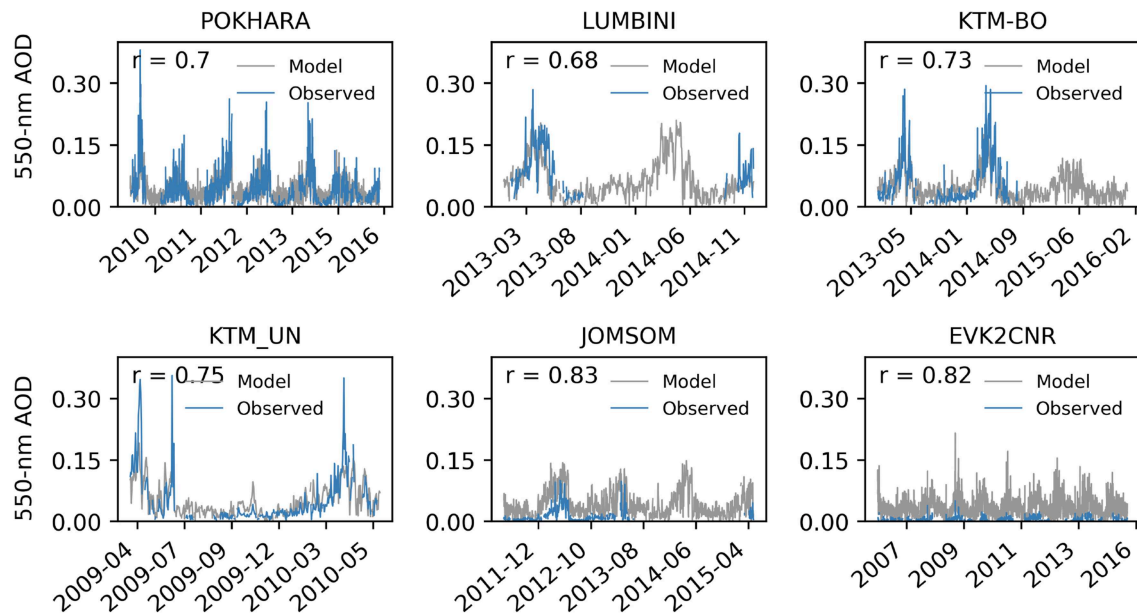 POKHARA
LUMBINI
KTM-BO
550-nm AOD
0.30
0.15
0.00
r = 0.7
Model
Observed
2010
2011
2012
2013
2015
2016
0.30
0.15
0.00
r = 0.68
Model
Observed
2013-03
2013-08
2014-01
2014-06
2014-11
0.30
0.15
0.00
r = 0.73
Model
Observed
2013-05
2014-01
2014-09
2015-06
2016-02
KTM_UN
JOMSOM
EVK2CNR
550-nm AOD
0.30
0.15
0.00
r = 0.75
Model
Observed
2009-04
2009-07
2009-09
2009-12
2010-03
2010-05
0.30
0.15
0.00
r = 0.83
Model
Observed
2011-12
2012-10
2013-08
2014-06
2015-04
0.30
0.15
0.00
r = 0.82
Model
Observed
2007
2009
2011
2013
2016